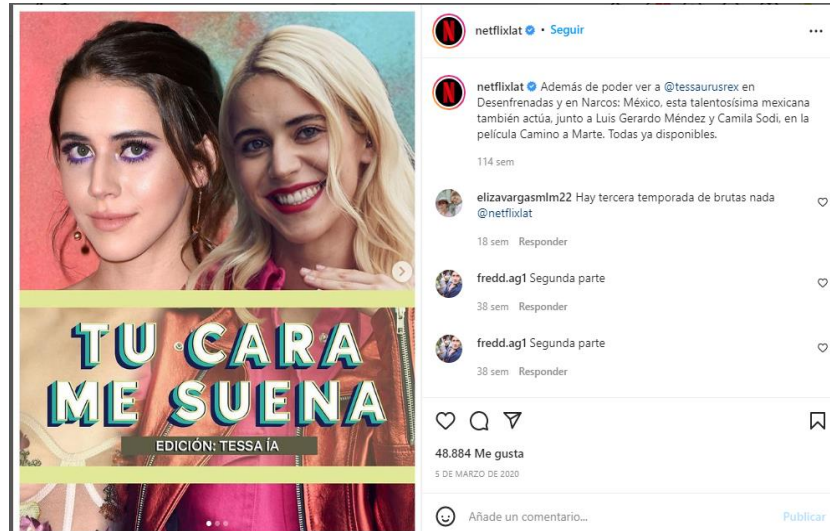 netflixlat • Seguir
netflixlat Además de poder ver a @tessaurusrex en
Desenfrenadas y en Narcos: México, esta talentosísima mexicana
también actúa, junto a Luis Gerardo Méndez y Camila Sodi, en la
película Camino a Marte. Todas ya disponibles.
114 sem
elizavargasmlm22 Hay tercera temporada de brutas nada
@netflixlat
18 sem Responder
fredd.ag1 Segunda parte
38 sem Responder
fredd.ag1 Segunda parte
38 sem Responder
48.884 Me gusta
5 DE MARZO DE 2020
Añade un comentario... Publicar
TU CARA
ME SUENA
EDICIÓN: TESSA ÍA